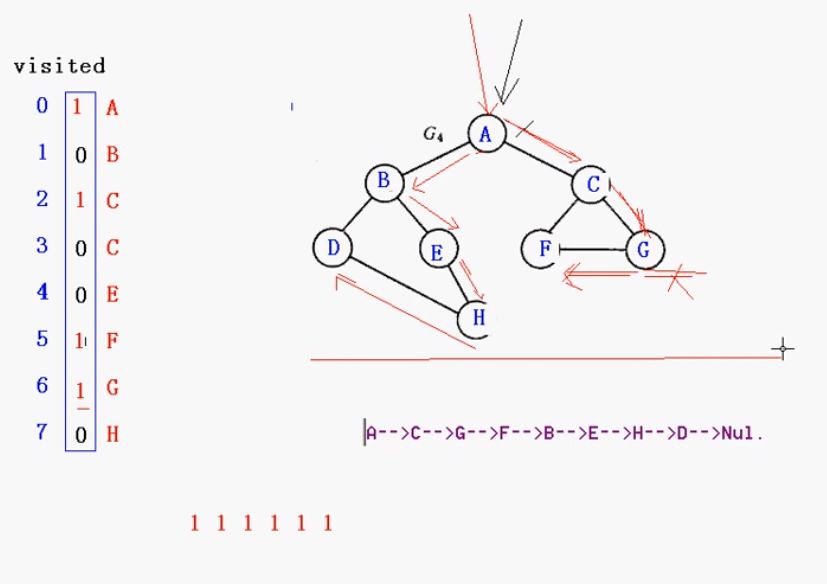 visited
0 1 A
1 0 B
2 1 C
3 0 C
4 0 E
5 1 F
6 1 G
7 0 H
G4
A
B
C
D
E
F
G
H
A-->C-->G-->F-->B-->E-->H-->D-->Nul.
1 1 1 1 1 1